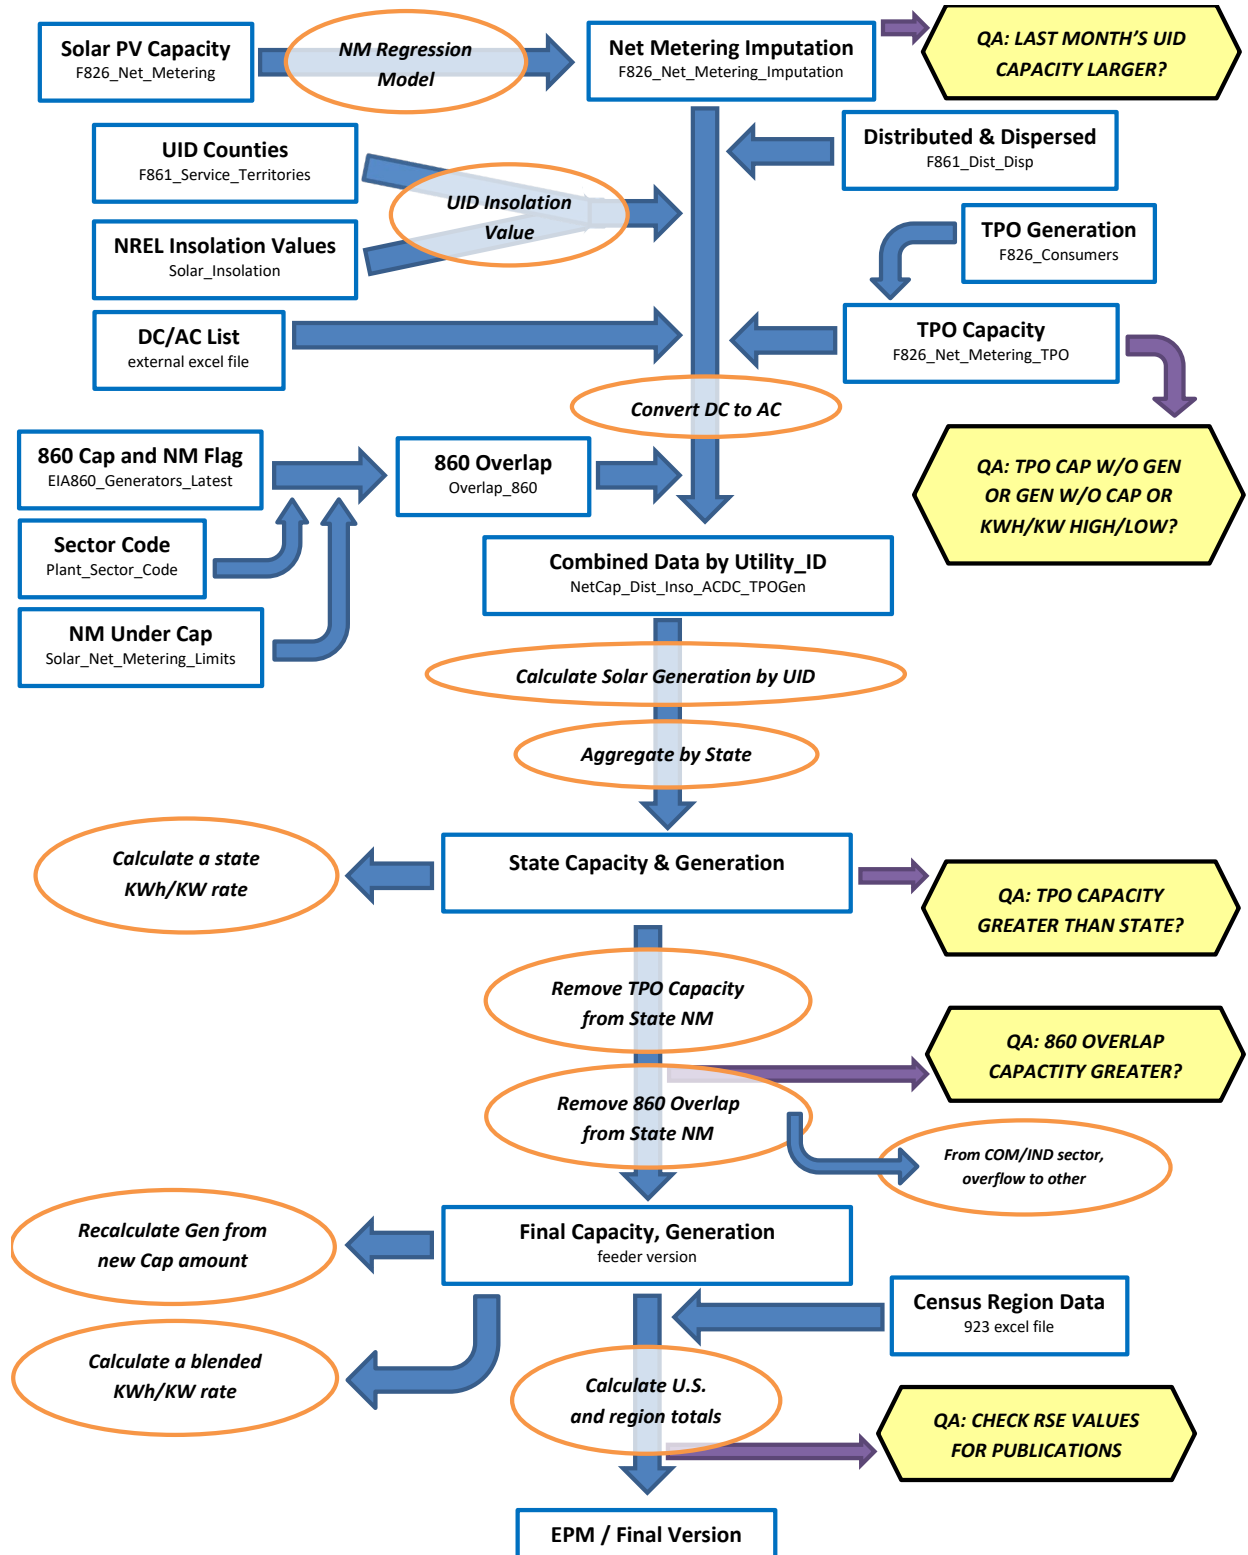 Solar PV Capacity
F826_Net_Metering
NM Regression
Model
Net Metering Imputation
F826_Net_Metering_Imputation
QA: LAST MONTH'S UID
CAPACITY LARGER?
UID Counties
F861_Service_Territories
Distributed & Dispersed
F861_Dist_Disp
UID Insolation
Value
NREL Insolation Values
Solar_Insolation
TPO Generation
F826_Consumers
DC/AC List
external excel file
TPO Capacity
F826_Net_Metering_TPO
Convert DC to AC
860 Cap and NM Flag
EIA860_Generators_Latest
860 Overlap
Overlap_860
QA: TPO CAP W/O GEN
OR GEN W/O CAP OR
KWH/KW HIGH/LOW?
Sector Code
Plant_Sector_Code
Combined Data by Utility_ID
NetCap_Dist_Inso_ACDC_TPOGen
NM Under Cap
Solar_Net_Metering_Limits
Calculate Solar Generation by UID
Aggregate by State
Calculate a state
KWh/KW rate
State Capacity & Generation
QA: TPO CAPACITY
GREATER THAN STATE?
Remove TPO Capacity
from State NM
QA: 860 OVERLAP
CAPACTITY GREATER?
Remove 860 Overlap
from State NM
From COM/IND sector,
overflow to other
Recalculate Gen from
new Cap amount
Final Capacity, Generation
feeder version
Census Region Data
923 excel file
Calculate a blended
KWh/KW rate
Calculate U.S.
and region totals
QA: CHECK RSE VALUES
FOR PUBLICATIONS
EPM / Final Version